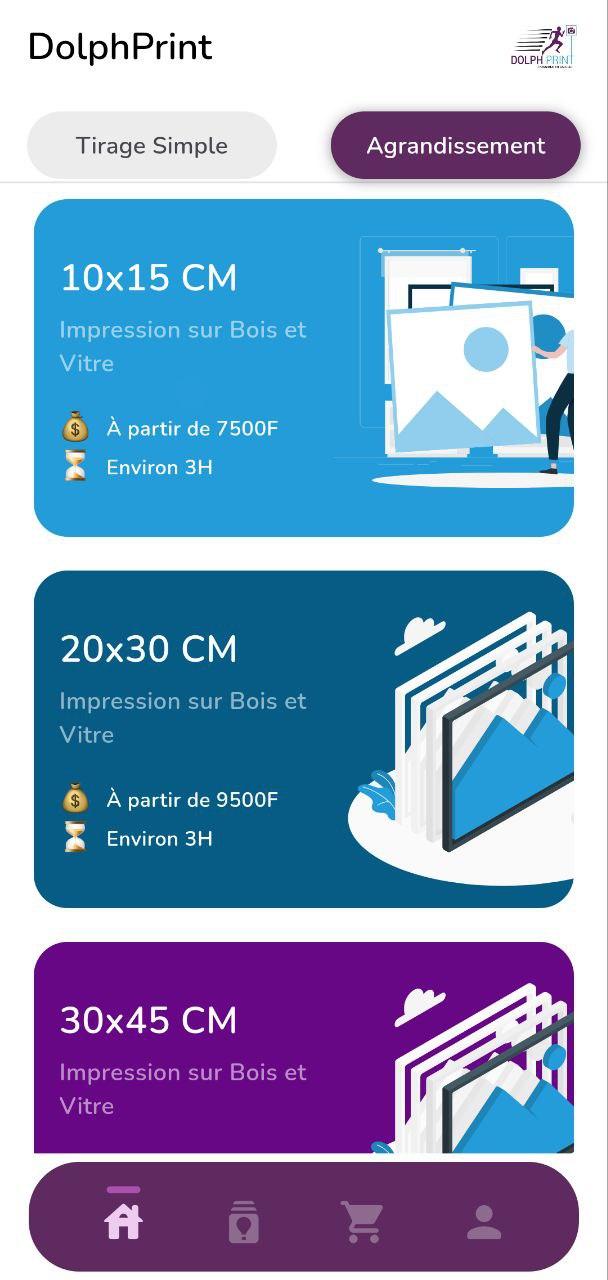 DolphPrint
DOLPH PRINT
Tirage Simple
Agrandissement
10x15 CM
Impression sur Bois et
Vitre
À partir de 7500F
Environ 3H
20x30 CM
Impression sur Bois et
Vitre
À partir de 9500F
Environ 3H
30x45 CM
Impression sur Bois et
Vitre